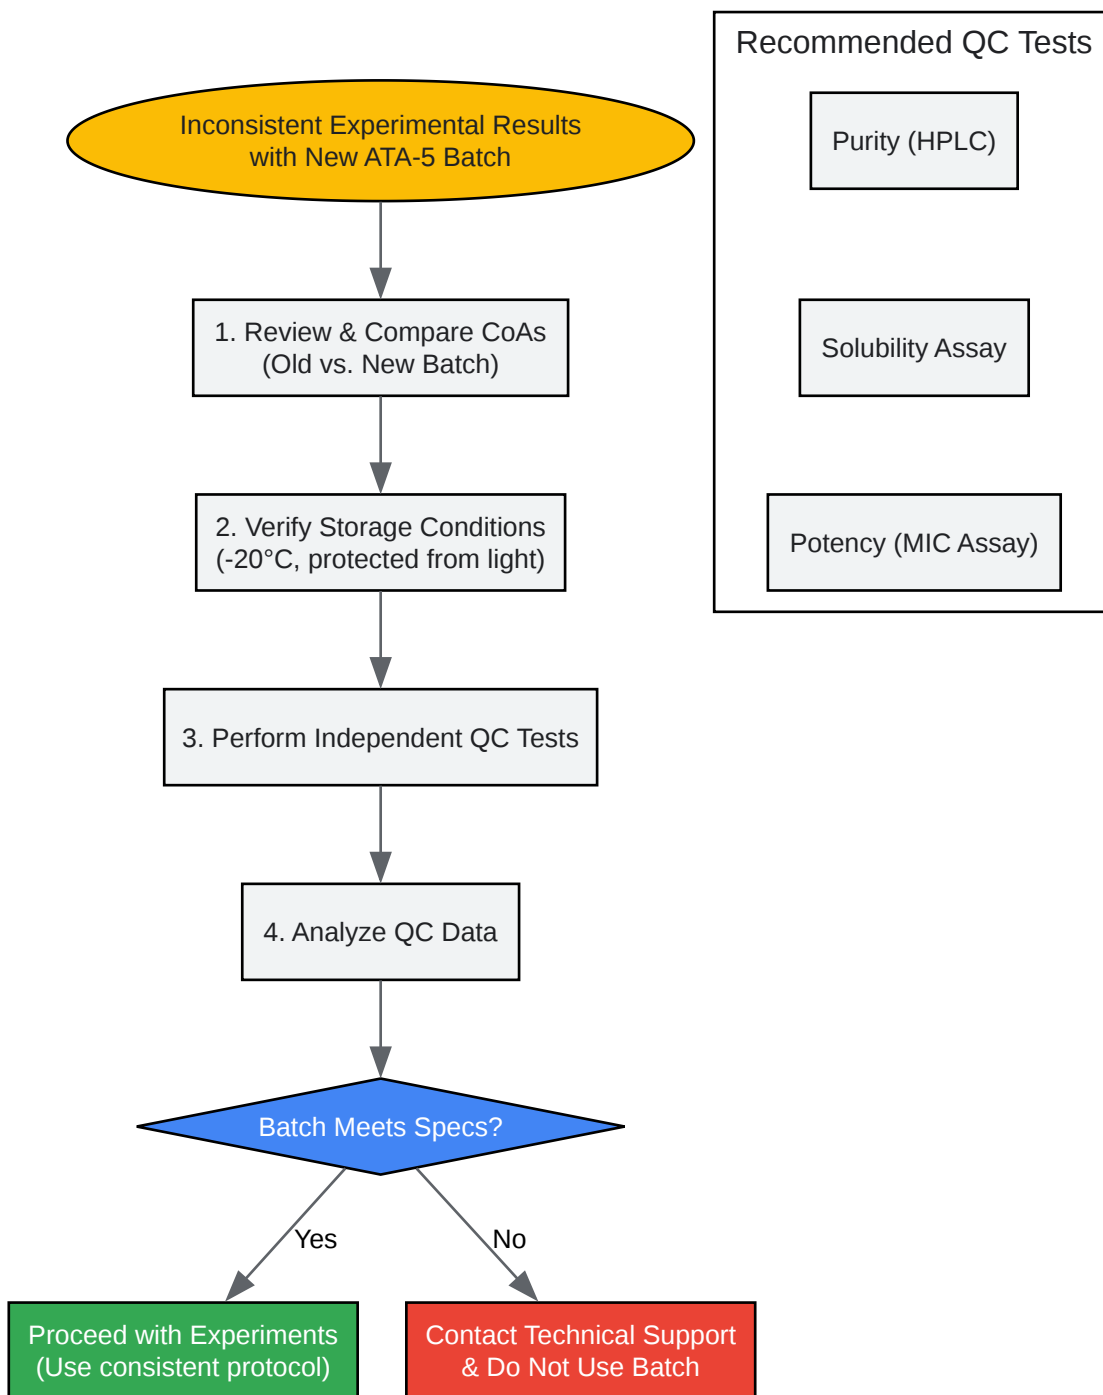 Inconsistent Experimental Results
with New ATA-5 Batch
1. Review & Compare CoAs
(Old vs. New Batch)
2. Verify Storage Conditions
(-20°C, protected from light)
3. Perform Independent QC Tests
4. Analyze QC Data
Batch Meets Specs?
Yes
No
Proceed with Experiments
(Use consistent protocol)
Contact Technical Support
& Do Not Use Batch
Recommended QC Tests
Purity (HPLC)
Solubility Assay
Potency (MIC Assay)